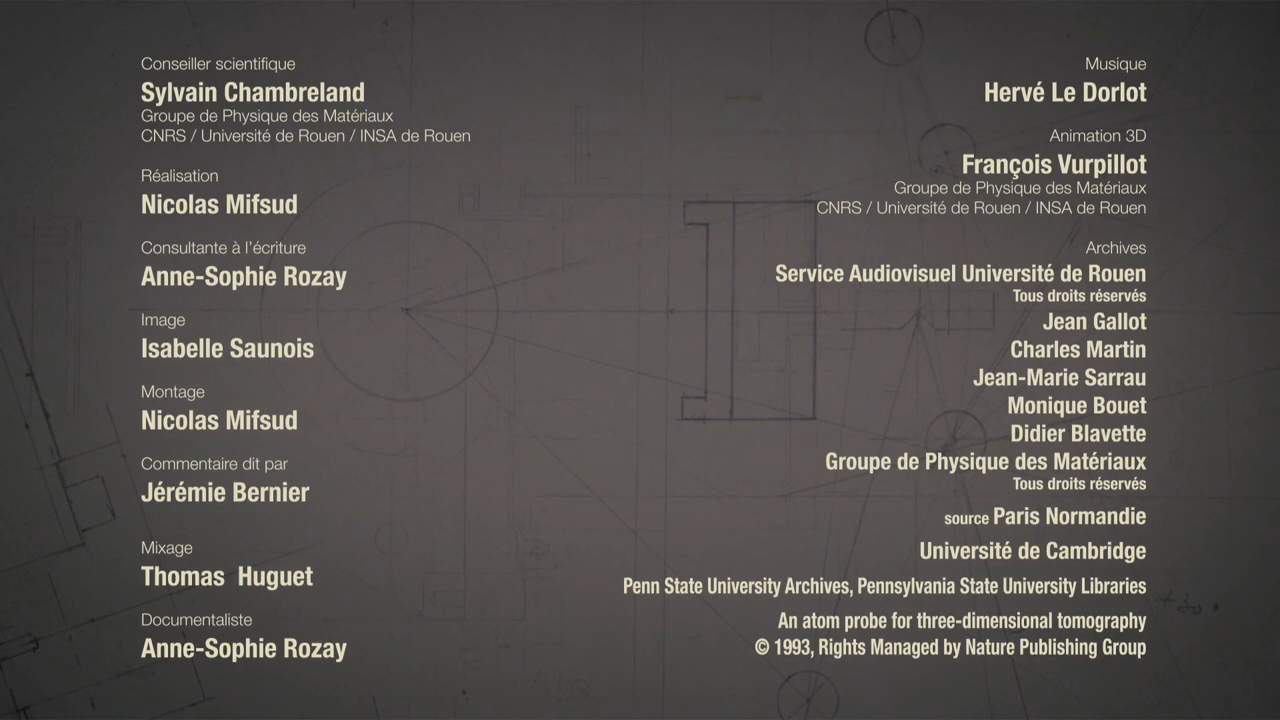 Conseiller scientifique
Sylvain Chambreland
Groupe de Physique des Matériaux
CNRS / Université de Rouen / INSA de Rouen
Réalisation
Nicolas Mifsud
Consultante à l'écriture
Anne-Sophie Rozay
Image
Isabelle Saunois
Montage
Nicolas Mifsud
Commentaire dit par
Jérémie Bernier
Mixage
Thomas Huguet
Documentaliste
Anne-Sophie Rozay
Musique
Hervé Le Dorlot
Animation 3D
François Vurpillot
Groupe de Physique des Matériaux
CNRS / Université de Rouen / INSA de Rouen
Archives
Service Audiovisuel Université de Rouen
Tous droits réservés
Jean Gallot
Charles Martin
Jean-Marie Sarrau
Monique Bouet
Didier Blavette
Groupe de Physique des Matériaux
Tous droits réservés
source Paris Normandie
Université de Cambridge
Penn State University Archives, Pennsylvania State University Libraries
An atom probe for three-dimensional tomography
© 1993, Rights Managed by Nature Publishing Group